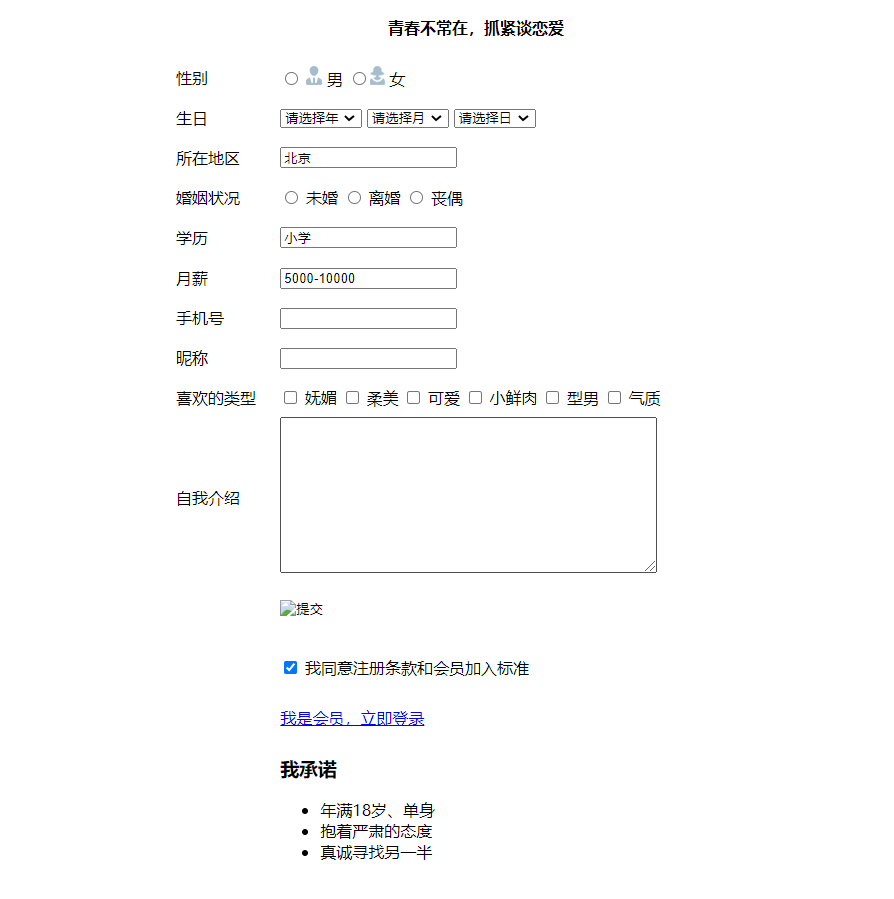 青春不常在，抓紧谈恋爱
性别 男 女
生日 请选择年 请选择月 请选择日
所在地区 北京
婚姻状况 未婚 离婚 丧偶
学历 小学
月薪 5000-10000
手机号
昵称
喜欢的类型 妩媚 柔美 可爱 小鲜肉 型男 气质
自我介绍
提交
我同意注册条款和会员加入标准
我是会员，立即登录
我承诺
年满18岁、单身
抱着严肃的态度
真诚寻找另一半